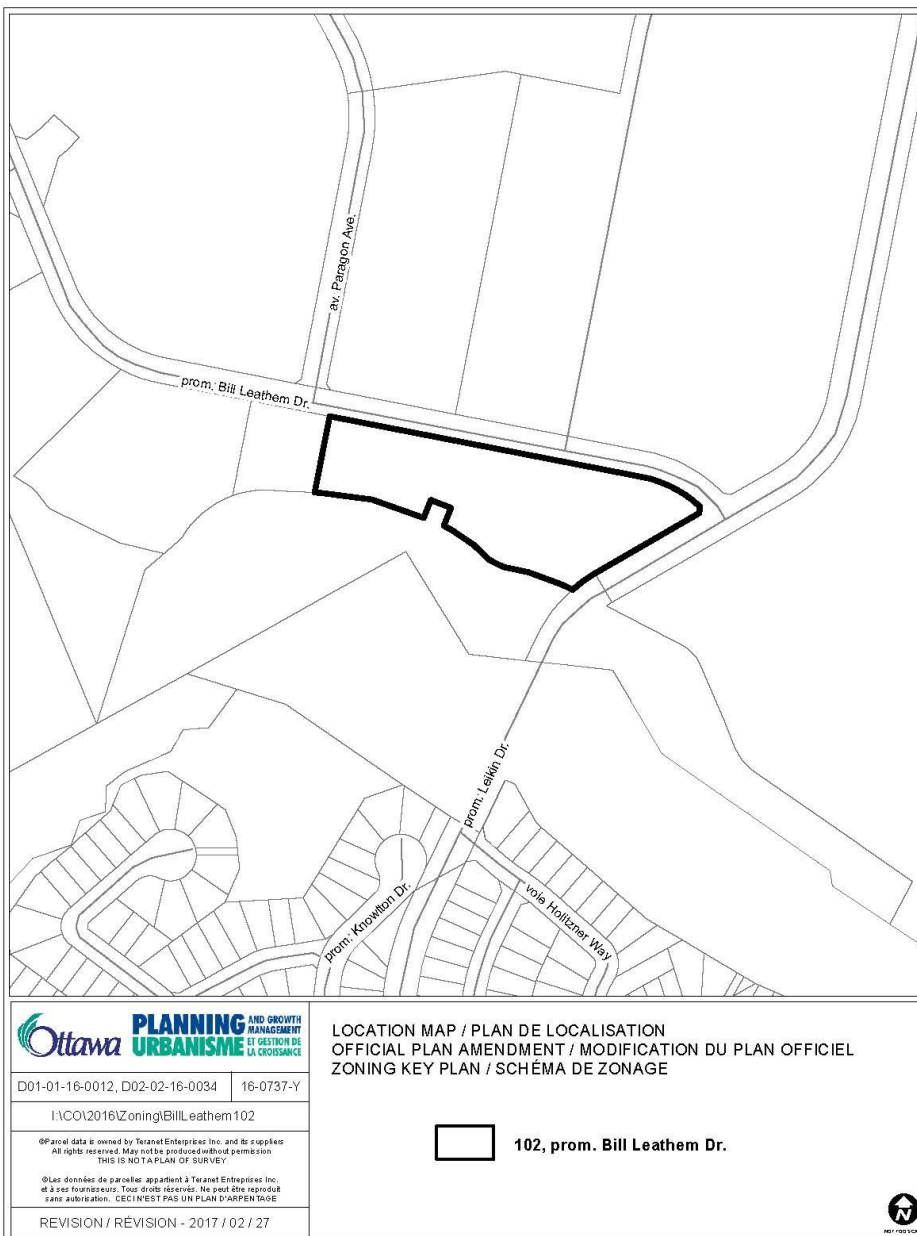 av. Paragon Ave.
prom. Bill Leathem Dr.
prom. Leikin Dr.
prom. Knowlton Dr.
voie Holitzner Way
Ottawa
PLANNING AND GROWTH MANAGEMENT
URBANISME ET GESTION DE LA CROISSANCE
D01-01-16-0012, D02-02-16-0034
16-0737-Y
I:\CO\2016\Zoning\BillLeathem102
©Parcel data is owned by Teranet Enterprises Inc. and its suppliers
All rights reserved. May not be produced without permission
THIS IS NOT A PLAN OF SURVEY
©Les données de parcelles appartient à Teranet Entreprises Inc.
et à ses fournisseurs. Tous droits réservés. Ne peut être reproduit
sans autorisation. CECI N'EST PAS UN PLAN D'ARPENTAGE
REVISION / RÉVISION - 2017 / 02 / 27
LOCATION MAP / PLAN DE LOCALISATION
OFFICIAL PLAN AMENDMENT / MODIFICATION DU PLAN OFFICIEL
ZONING KEY PLAN / SCHÉMA DE ZONAGE
102, prom. Bill Leathem Dr.
N